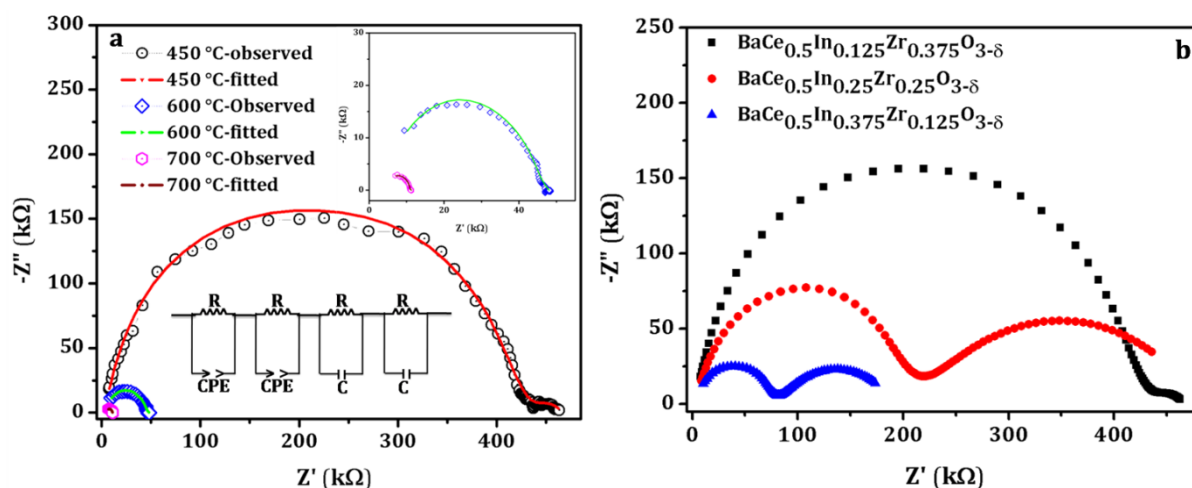 a
450 °C-observed
450 °C-fitted
600 °C-Observed
600 °C-fitted
700 °C-Observed
700 °C-fitted
300
250
200
150
100
50
0
-Z" (kΩ)
0 100 200 300 400 500
Z' (kΩ)
30
20
10
0
-Z" (kΩ)
0 20 40
Z' (kΩ)
R R R R
CPE CPE C C
b
BaCe0.5In0.125Zr0.375O3-δ
BaCe0.5In0.25Zr0.25O3-δ
BaCe0.5In0.375Zr0.125O3-δ
250
200
150
100
50
0
-Z" (kΩ)
0 100 200 300 400
Z' (kΩ)